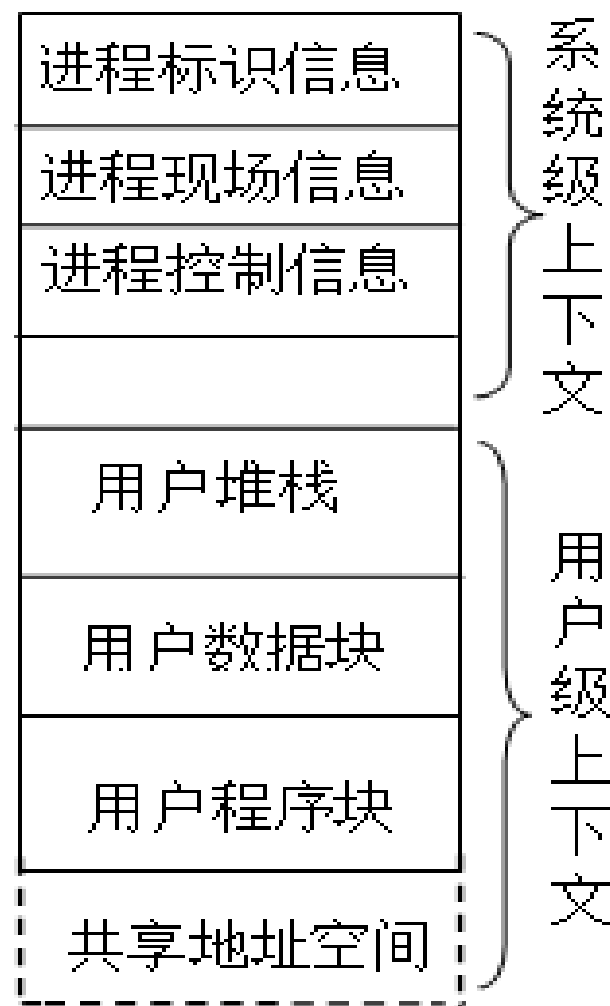 进程标识信息
进程现场信息
进程控制信息
用户堆栈
用户数据块
用户程序块
共享地址空间
系统级上下文
用户级上下文